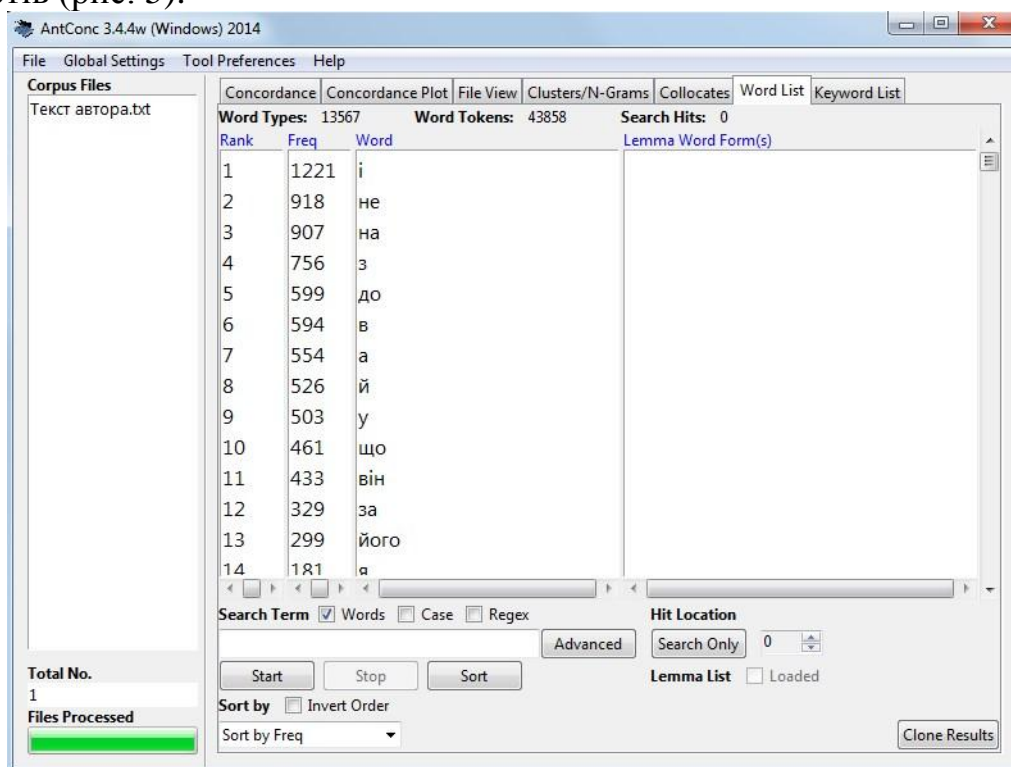 (рис. 3).
AntConc 3.4.4w (Windows) 2014
File Global Settings Tool Preferences Help
Corpus Files
Текст автора.txt
Concordance Concordance Plot File View Clusters/N-Grams Collocates Word List Keyword List
Word Types: 13567 Word Tokens: 43858 Search Hits: 0
Rank Freq Word Lemma Word Form(s)
1 1221 і
2 918 не
3 907 на
4 756 з
5 599 до
6 594 в
7 554 а
8 526 й
9 503 у
10 461 що
11 433 він
12 329 за
13 299 його
14 181 я
Search Term Words Case Regex Hit Location
Advanced Search Only 0
Total No.
1
Start Stop Sort Lemma List Loaded
Files Processed
Sort by Invert Order
Sort by Freq Clone Results